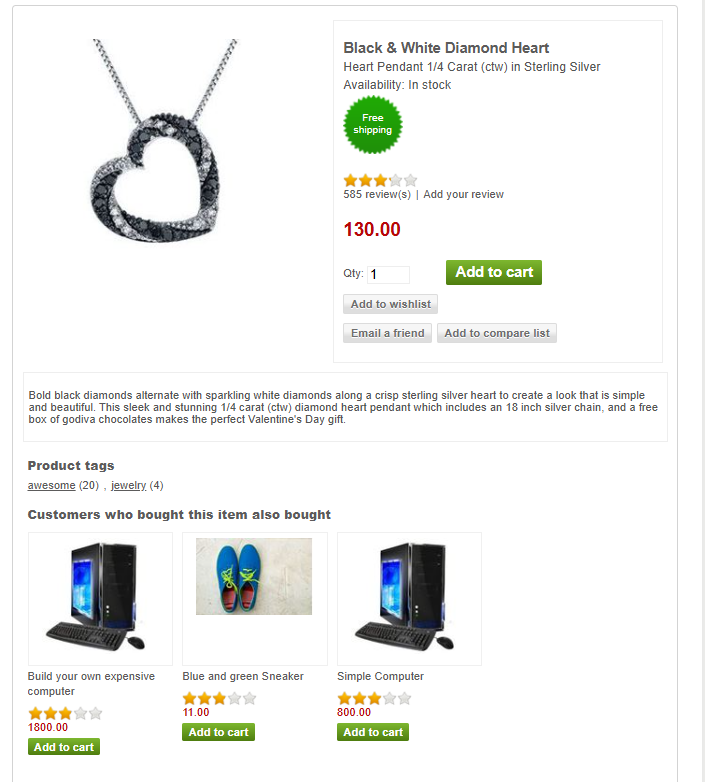 Black & White Diamond Heart
Heart Pendant 1/4 Carat (ctw) in Sterling Silver
Availability: In stock
Free
shipping
585 review(s) | Add your review
130.00
Qty: 1
Add to cart
Add to wishlist
Email a friend
Add to compare list
Bold black diamonds alternate with sparkling white diamonds along a crisp sterling silver heart to create a look that is simple
and beautiful. This sleek and stunning 1/4 carat (ctw) diamond heart pendant which includes an 18 inch silver chain, and a free
box of godiva chocolates makes the perfect Valentine's Day gift.
Product tags
awesome (20) , jewelry (4)
Customers who bought this item also bought
Build your own expensive
computer
1800.00
Add to cart
Blue and green Sneaker
11.00
Add to cart
Simple Computer
800.00
Add to cart